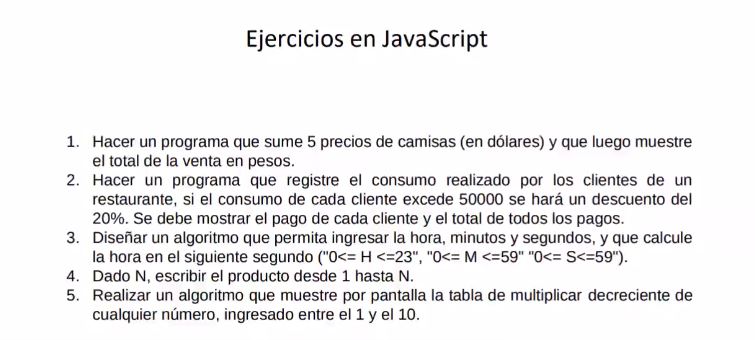 Ejercicios en JavaScript
1. Hacer un programa que sume 5 precios de camisas (en dólares) y que luego muestre
el total de la venta en pesos.
2. Hacer un programa que registre el consumo realizado por los clientes de un
restaurante, si el consumo de cada cliente excede 50000 se hará un descuento del
20%. Se debe mostrar el pago de cada cliente y el total de todos los pagos.
3. Diseñar un algoritmo que permita ingresar la hora, minutos y segundos, y que calcule
la hora en el siguiente segundo ("0<= H <=23", "0<= M <=59" "0<= S<=59").
4. Dado N, escribir el producto desde 1 hasta N.
5. Realizar un algoritmo que muestre por pantalla la tabla de multiplicar decreciente de
cualquier número, ingresado entre el 1 y el 10.